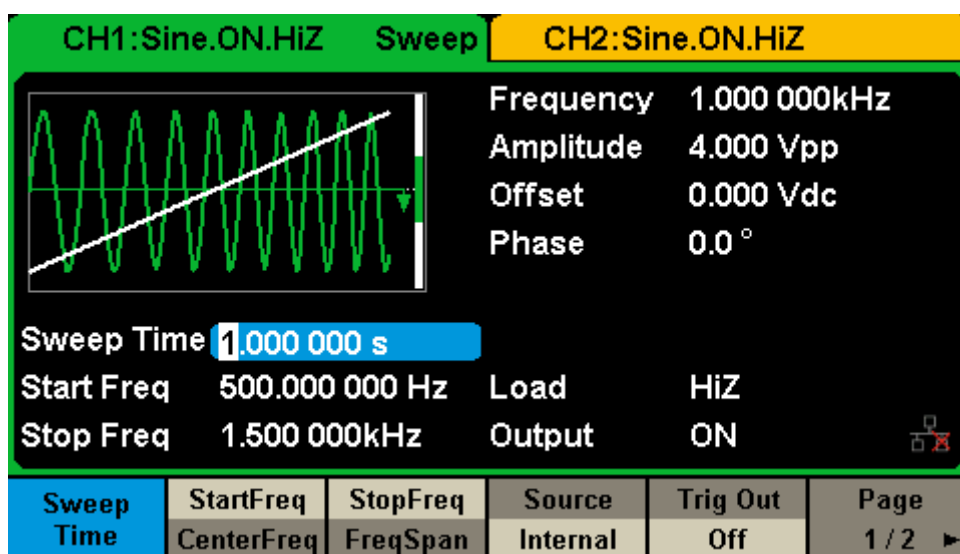 CH1:Sine.ON.HiZ Sweep CH2:Sine.ON.HiZ
Frequency 1.000 000kHz
Amplitude 4.000 Vpp
Offset 0.000 Vdc
Phase 0.0 °
Sweep Time 1.000 000 s
Start Freq 500.000 000 Hz Load HiZ
Stop Freq 1.500 000kHz Output ON
Sweep Time StartFreq CenterFreq StopFreq FreqSpan Source Internal Trig Out Off Page 1 / 2 ►